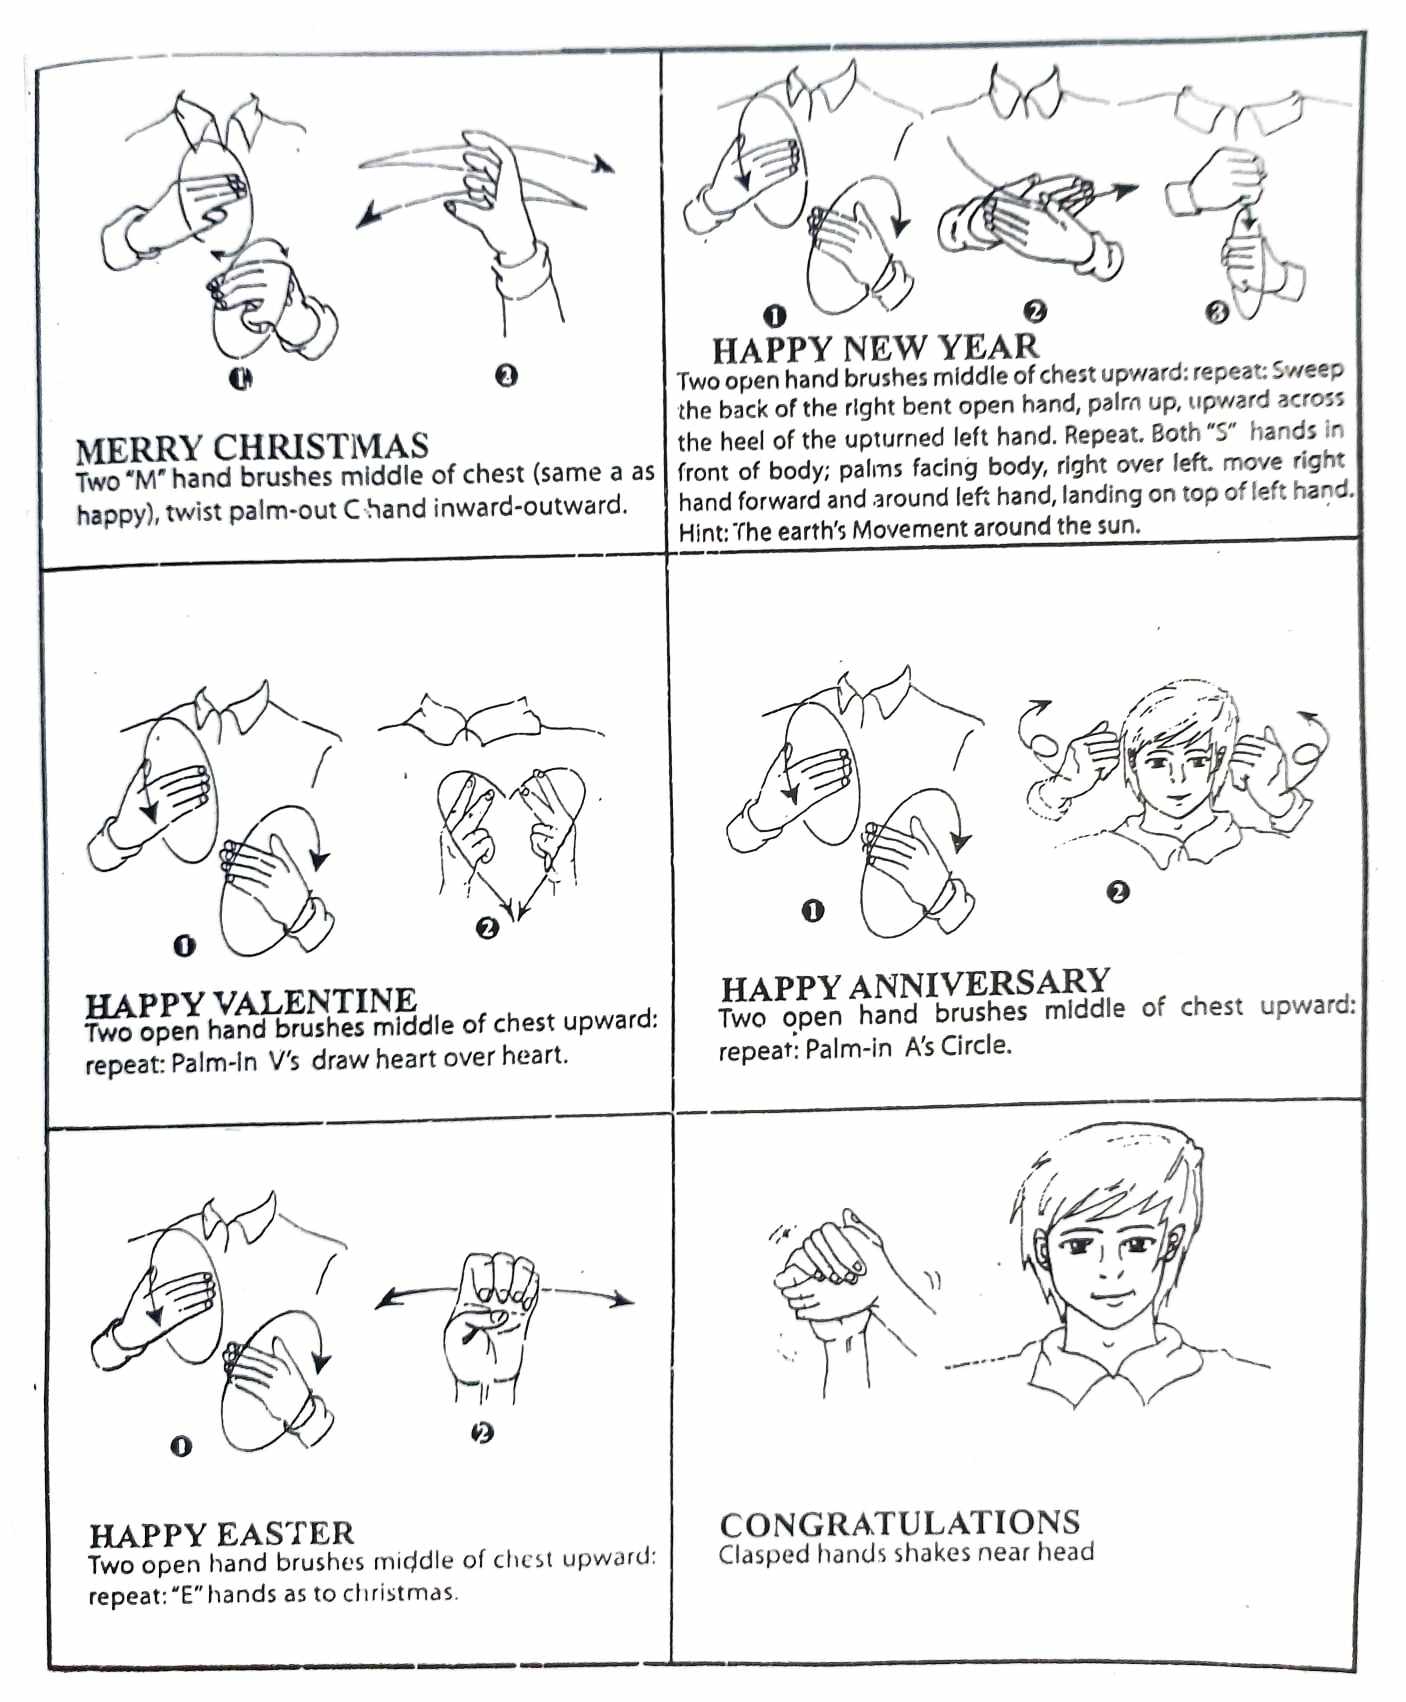 ❶ ❷
MERRY CHRISTMAS
Two "M" hand brushes middle of chest (same a as
happy), twist palm-out C hand inward-outward.
❶ ❷ ❸
HAPPY NEW YEAR
Two open hand brushes middle of chest upward: repeat: Sweep
the back of the right bent open hand, palm up, upward across
the heel of the upturned left hand. Repeat. Both "S" hands in
front of body; palms facing body, right over left. move right
hand forward and around left hand, landing on top of left hand.
Hint: The earth's Movement around the sun.
❶ ❷
HAPPY VALENTINE
Two open hand brushes middle of chest upward:
repeat: Palm-in V's draw heart over heart.
❶ ❷
HAPPY ANNIVERSARY
Two open hand brushes middle of chest upward:
repeat: Palm-in A's Circle.
❶ ❷
HAPPY EASTER
Two open hand brushes middle of chest upward:
repeat: "E" hands as to christmas.
CONGRATULATIONS
Clasped hands shakes near head